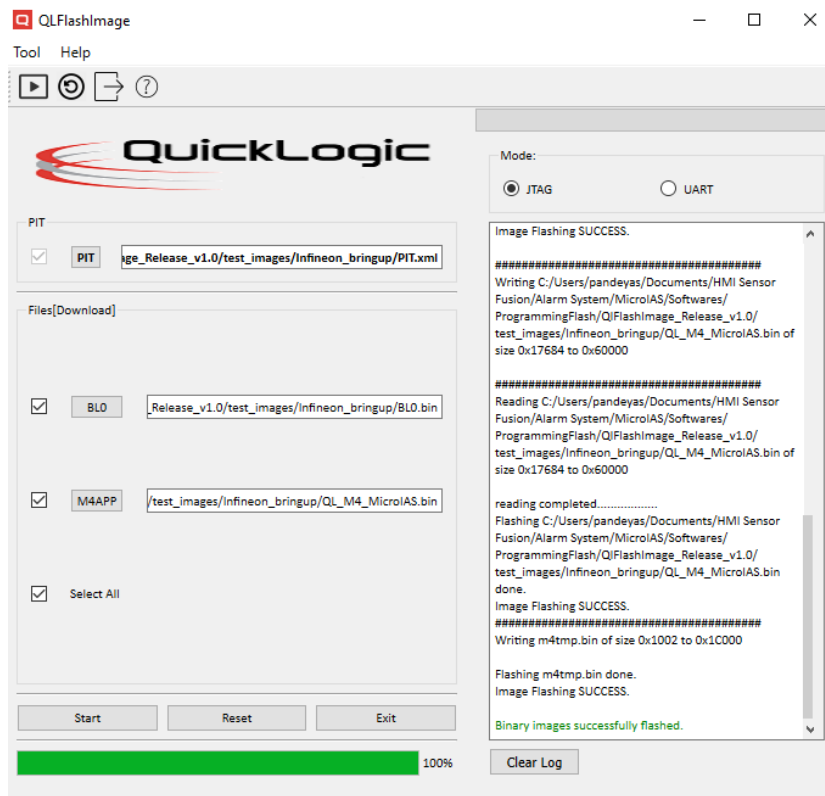 QLFlashImage
Tool Help
QuickLogic
PIT
PIT age_Release_v1.0/test_images/Infineon_bringup/PIT.xml
Files[Download]
BL0 _Release_v1.0/test_images/Infineon_bringup/BL0.bin
M4APP /test_images/Infineon_bringup/QL_M4_MicroIAS.bin
Select All
Start Reset Exit
100%
Mode:
JTAG UART
Image Flashing SUCCESS.
########################################
Writing C:/Users/pandeyas/Documents/HMI Sensor
Fusion/Alarm System/MicroIAS/Softwares/
ProgrammingFlash/QlFlashImage_Release_v1.0/
test_images/Infineon_bringup/QL_M4_MicroIAS.bin of
size 0x17684 to 0x60000
########################################
Reading C:/Users/pandeyas/Documents/HMI Sensor
Fusion/Alarm System/MicroIAS/Softwares/
ProgrammingFlash/QlFlashImage_Release_v1.0/
test_images/Infineon_bringup/QL_M4_MicroIAS.bin of
size 0x17684 to 0x60000
reading completed..................
Flashing C:/Users/pandeyas/Documents/HMI Sensor
Fusion/Alarm System/MicroIAS/Softwares/
ProgrammingFlash/QlFlashImage_Release_v1.0/
test_images/Infineon_bringup/QL_M4_MicroIAS.bin
done.
Image Flashing SUCCESS.
########################################
Writing m4tmp.bin of size 0x1002 to 0x1C000
Flashing m4tmp.bin done.
Image Flashing SUCCESS.
Binary images successfully flashed.
Clear Log